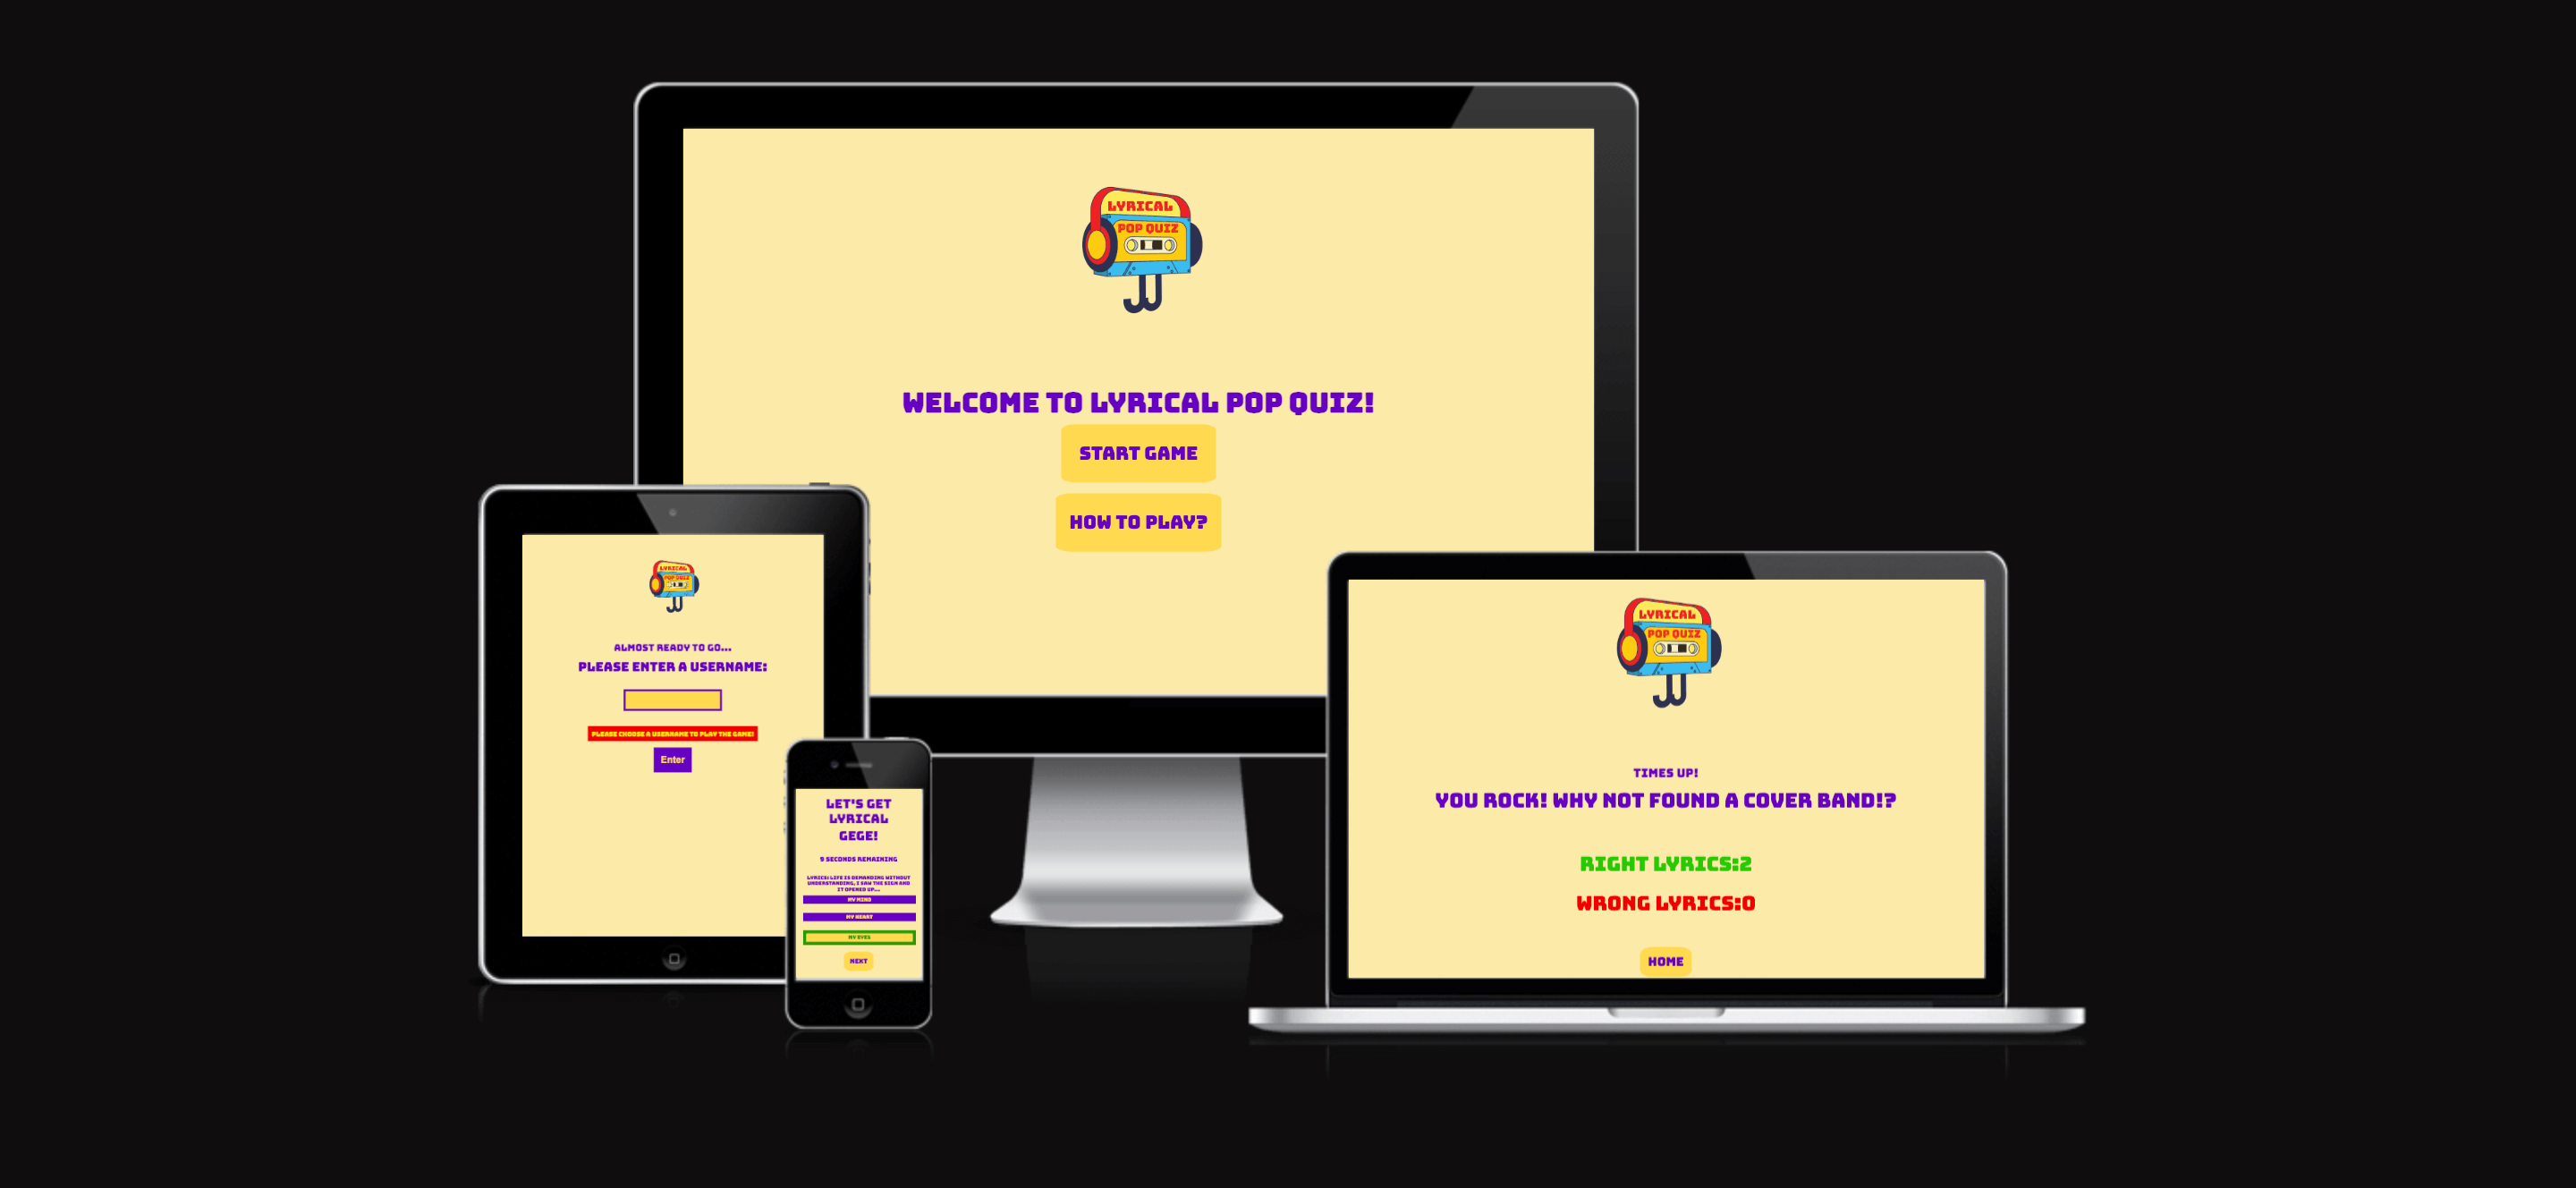 LYRICAL
POP QUIZ
WELCOME TO LYRICAL POP QUIZ!
START GAME
HOW TO PLAY?
LYRICAL
POP QUIZ
ALMOST READY TO GO...
PLEASE ENTER A USERNAME:
PLEASE CHOOSE A USERNAME TO PLAY THE GAME!
Enter
LET'S GET
LYRICAL
GEGE!
9 SECONDS REMAINING
LYRICS: LIFE IS DEMANDING WITHOUT
UNDERSTANDING, I SAW THE SIGN AND
IT OPENED UP...
MY MIND
MY HEART
MY EYES
NEXT
LYRICAL
POP QUIZ
TIMES UP!
YOU ROCK! WHY NOT FOUND A COVER BAND!?
RIGHT LYRICS:2
WRONG LYRICS:0
HOME